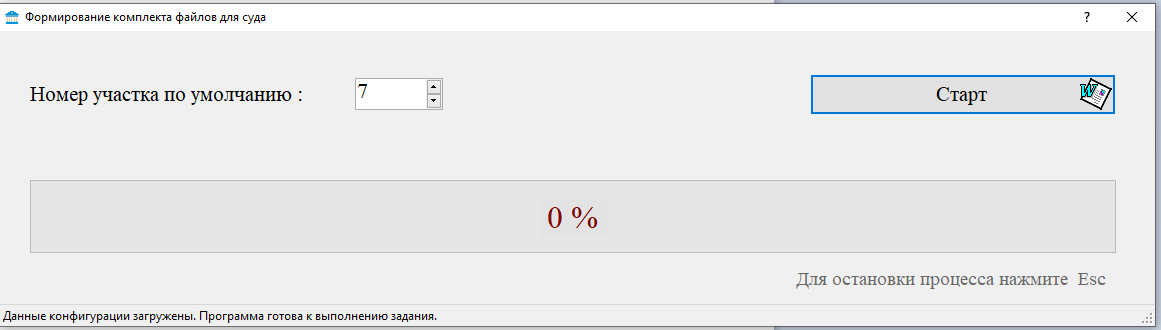 Формирование комплекта файлов для суда
?
Номер участка по умолчанию :
7
Старт
W
0 %
Для остановки процесса нажмите Esc
Данные конфигурации загружены. Программа готова к выполнению задания.